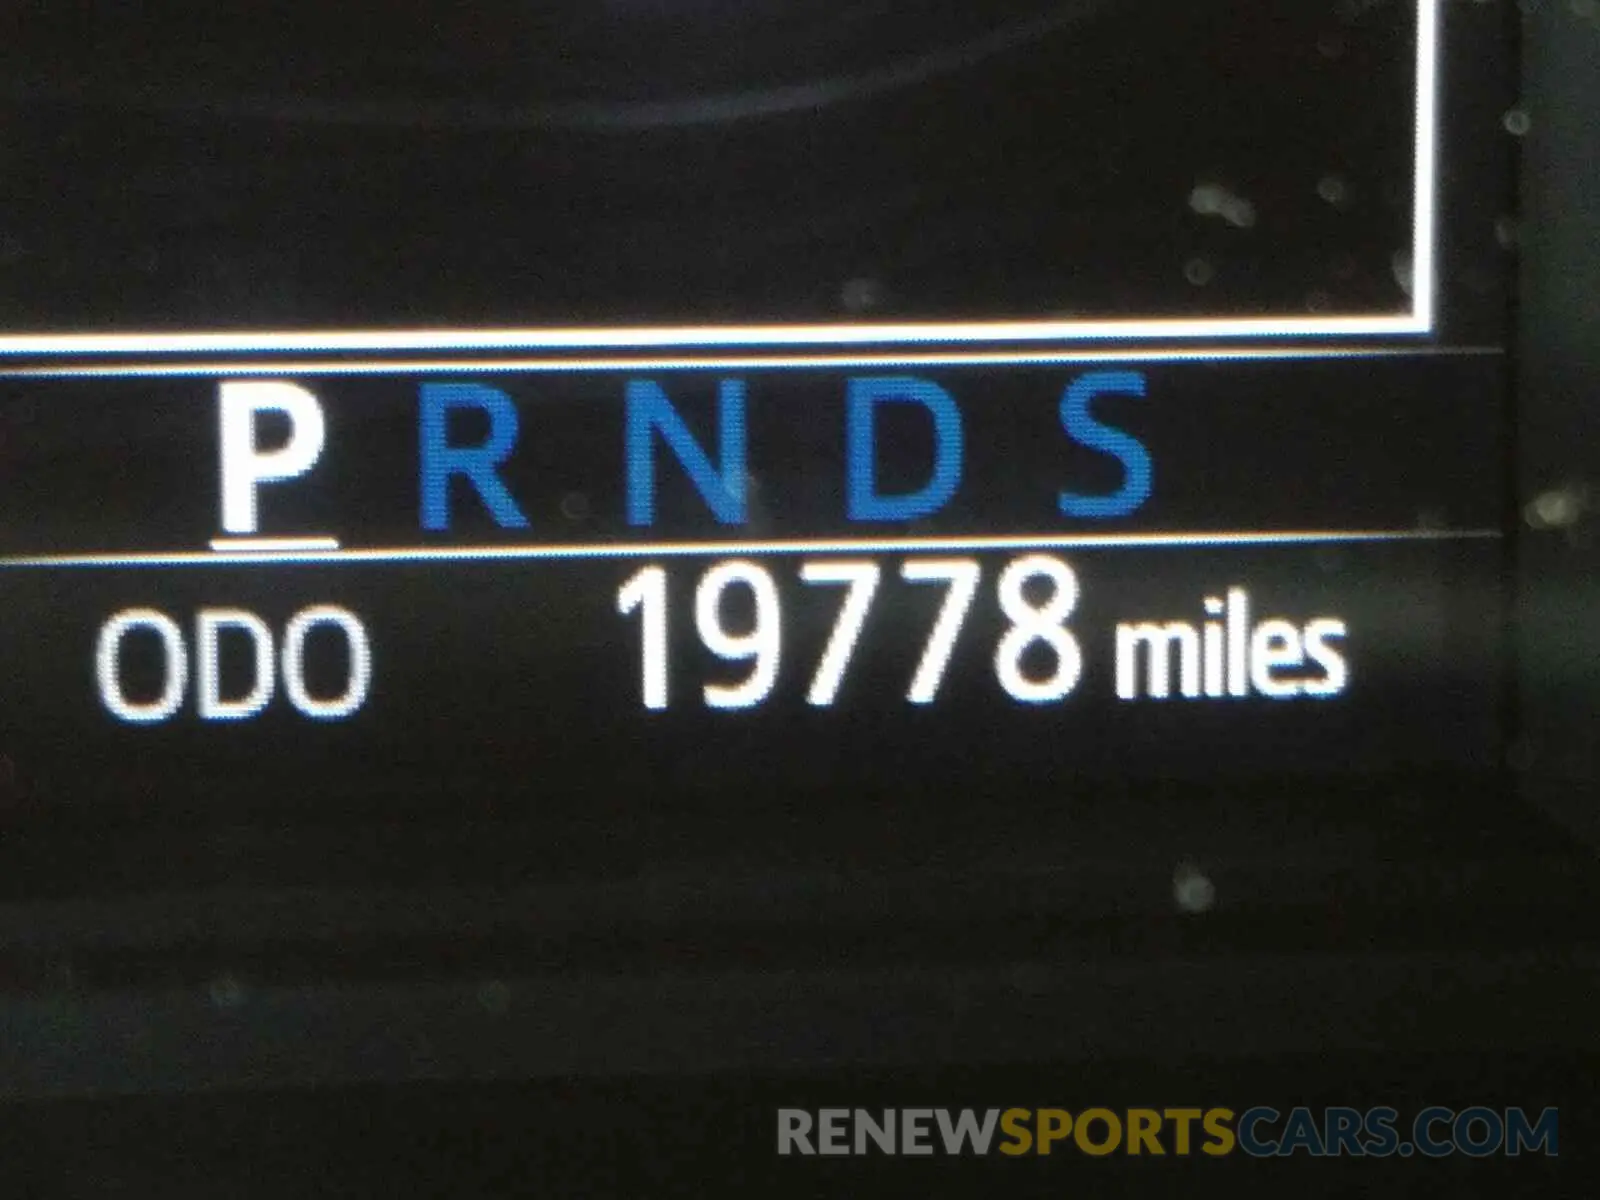 P R N D S
ODO 19778 miles
RENEWSPORTSCARS.COM